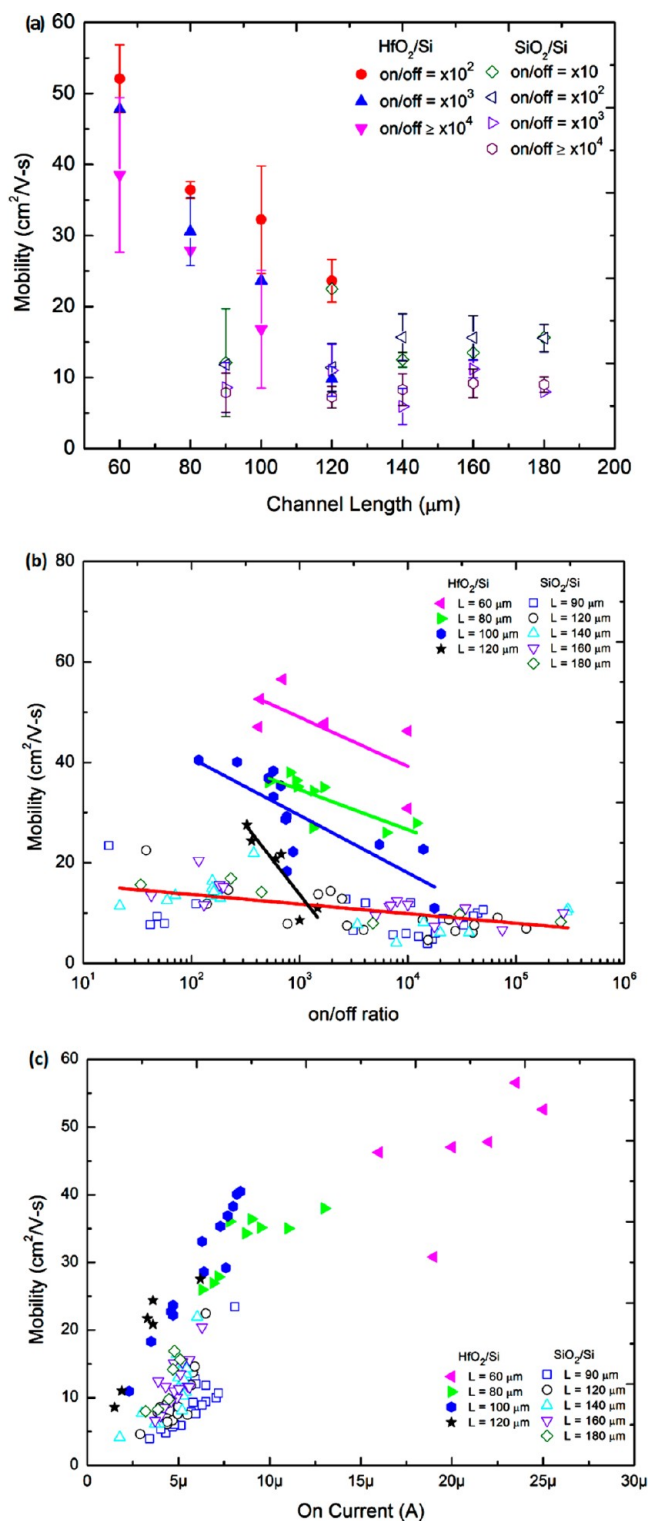 (a)
60
50
40
30
20
10
0
Mobility (cm²/V-s)
HfO₂/Si
on/off = x10²
on/off = x10³
on/off ≥ x10⁴
SiO₂/Si
on/off = x10
on/off = x10²
on/off = x10³
on/off ≥ x10⁴
60 80 100 120 140 160 180 200
Channel Length (μm)
(b)
80
60
40
20
0
Mobility (cm²/V-s)
HfO₂/Si
L = 60 μm
L = 80 μm
L = 100 μm
L = 120 μm
SiO₂/Si
L = 90 μm
L = 120 μm
L = 140 μm
L = 160 μm
L = 180 μm
10¹ 10² 10³ 10⁴ 10⁵ 10⁶
on/off ratio
(c)
60
50
40
30
20
10
0
Mobility (cm²/V-s)
HfO₂/Si
L = 60 μm
L = 80 μm
L = 100 μm
L = 120 μm
SiO₂/Si
L = 90 μm
L = 120 μm
L = 140 μm
L = 160 μm
L = 180 μm
0 5μ 10μ 15μ 20μ 25μ 30μ
On Current (A)